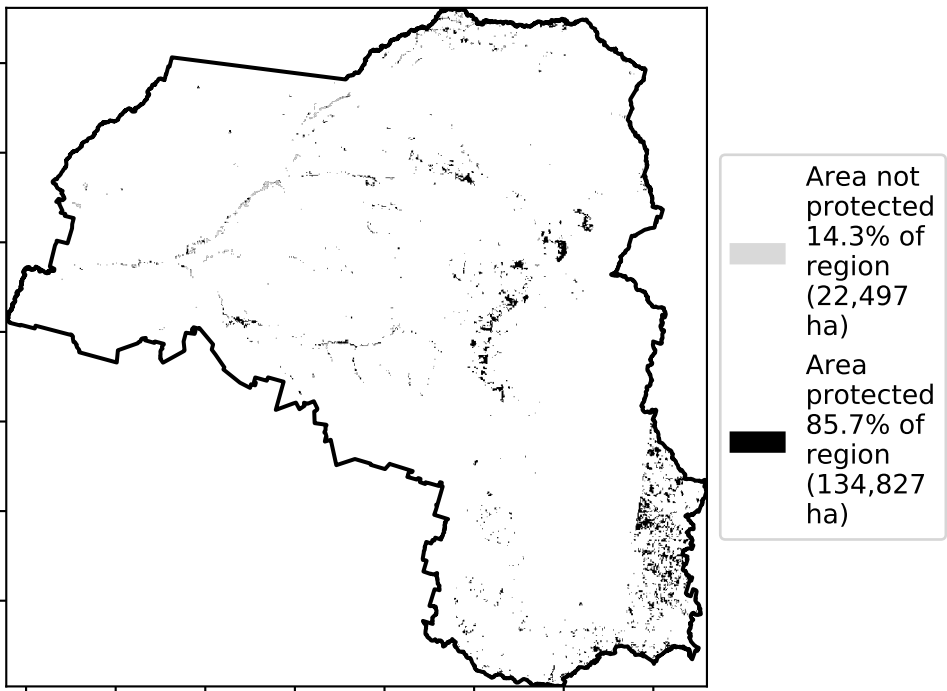 Area not
protected
14.3% of
region
(22,497
ha)
Area
protected
85.7% of
region
(134,827
ha)